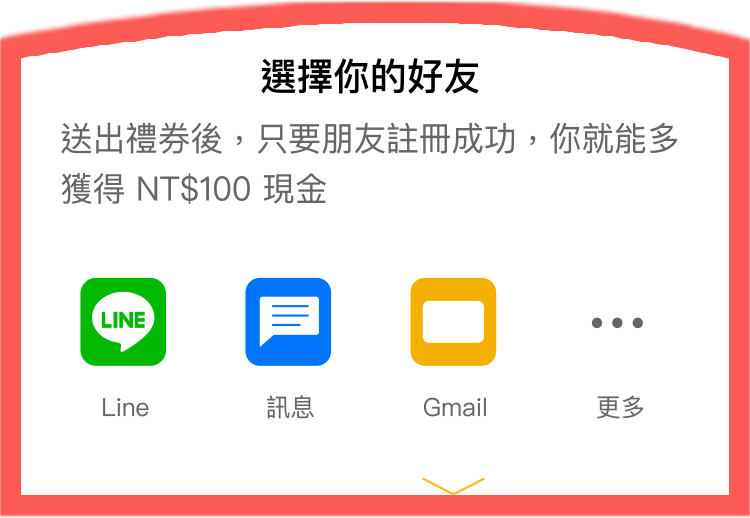 選擇你的好友
送出禮券後，只要朋友註冊成功，你就能多
獲得 NT$100 現金
LINE
Line
訊息
Gmail
更多